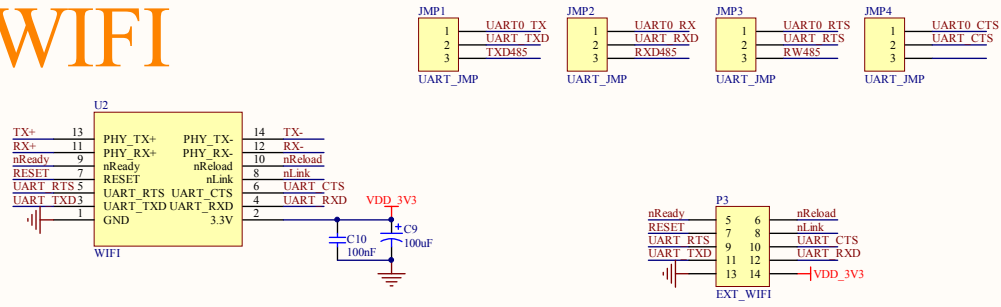 WIFI
JMP1
1 UART0_TX
2 UART_TXD
3 TXD485
UART_JMP
JMP2
1 UART0_RX
2 UART_RXD
3 RXD485
UART_JMP
JMP3
1 UART0_RTS
2 UART_RTS
3 RW485
UART_JMP
JMP4
1 UART0_CTS
2 UART_CTS
3
UART_JMP
U2
TX+ 13 PHY_TX+ PHY_TX- 14 TX-
RX+ 11 PHY_RX+ PHY_RX- 12 RX-
nReady 9 nReady nReload 10 nReload
RESET 7 RESET nLink 8 nLink
UART_RTS 5 UART_RTS UART_CTS 6 UART_CTS
UART_TXD 3 UART_TXD UART_RXD 4 UART_RXD
1 GND 3.3V 2
WIFI
VDD_3V3
C10
100nF
+ C9
100uF
P3
nReady 5 6 nReload
RESET 7 8 nLink
UART_RTS 9 10 UART_CTS
UART_TXD 11 12 UART_RXD
13 14 VDD_3V3
EXT_WIFI